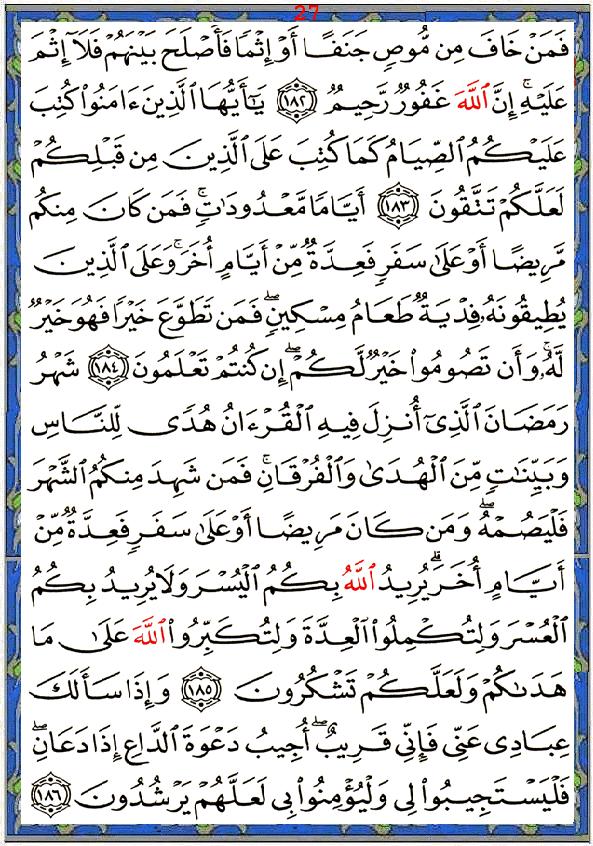 27
فَمَنْ خَافَ مِن مُّوصٍ جَنَفًا أَوْ إِثْمًا فَأَصْلَحَ بَيْنَهُمْ فَلَآ إِثْمَ
عَلَيْهِ ۚ إِنَّ ٱللَّهَ غَفُورٌ رَّحِيمٌ ١٨٢ يَٰٓأَيُّهَا ٱلَّذِينَ ءَامَنُوا۟ كُتِبَ
عَلَيْكُمُ ٱلصِّيَامُ كَمَا كُتِبَ عَلَى ٱلَّذِينَ مِن قَبْلِكُمْ
لَعَلَّكُمْ تَتَّقُونَ ١٨٣ أَيَّامًا مَّعْدُودَٰتٍ ۚ فَمَن كَانَ مِنكُم
مَّرِيضًا أَوْ عَلَىٰ سَفَرٍ فَعِدَّةٌ مِّنْ أَيَّامٍ أُخَرَ ۚ وَعَلَى ٱلَّذِينَ
يُطِيقُونَهُۥ فِدْيَةٌ طَعَامُ مِسْكِينٍ ۖ فَمَن تَطَوَّعَ خَيْرًا فَهُوَ خَيْرٌ
لَّهُۥ ۚ وَأَن تَصُومُوا۟ خَيْرٌ لَّكُمْ ۖ إِن كُنتُمْ تَعْلَمُونَ ١٨٤ شَهْرُ
رَمَضَانَ ٱلَّذِىٓ أُنزِلَ فِيهِ ٱلْقُرْءَانُ هُدًى لِّلنَّاسِ
وَبَيِّنَٰتٍ مِّنَ ٱلْهُدَىٰ وَٱلْفُرْقَانِ ۚ فَمَن شَهِدَ مِنكُمُ ٱلشَّهْرَ
فَلْيَصُمْهُ ۖ وَمَن كَانَ مَرِيضًا أَوْ عَلَىٰ سَفَرٍ فَعِدَّةٌ مِّنْ
أَيَّامٍ أُخَرَ ۗ يُرِيدُ ٱللَّهُ بِكُمُ ٱلْيُسْرَ وَلَا يُرِيدُ بِكُمُ
ٱلْعُسْرَ وَلِتُكْمِلُوا۟ ٱلْعِدَّةَ وَلِتُكَبِّرُوا۟ ٱللَّهَ عَلَىٰ مَا
هَدَىٰكُمْ وَلَعَلَّكُمْ تَشْكُرُونَ ١٨٥ وَإِذَا سَأَلَكَ
عِبَادِى عَنِّى فَإِنِّى قَرِيبٌ ۖ أُجِيبُ دَعْوَةَ ٱلدَّاعِ إِذَا دَعَانِ ۖ
فَلْيَسْتَجِيبُوا۟ لِى وَلْيُؤْمِنُوا۟ بِى لَعَلَّهُمْ يَرْشُدُونَ ١٨٦